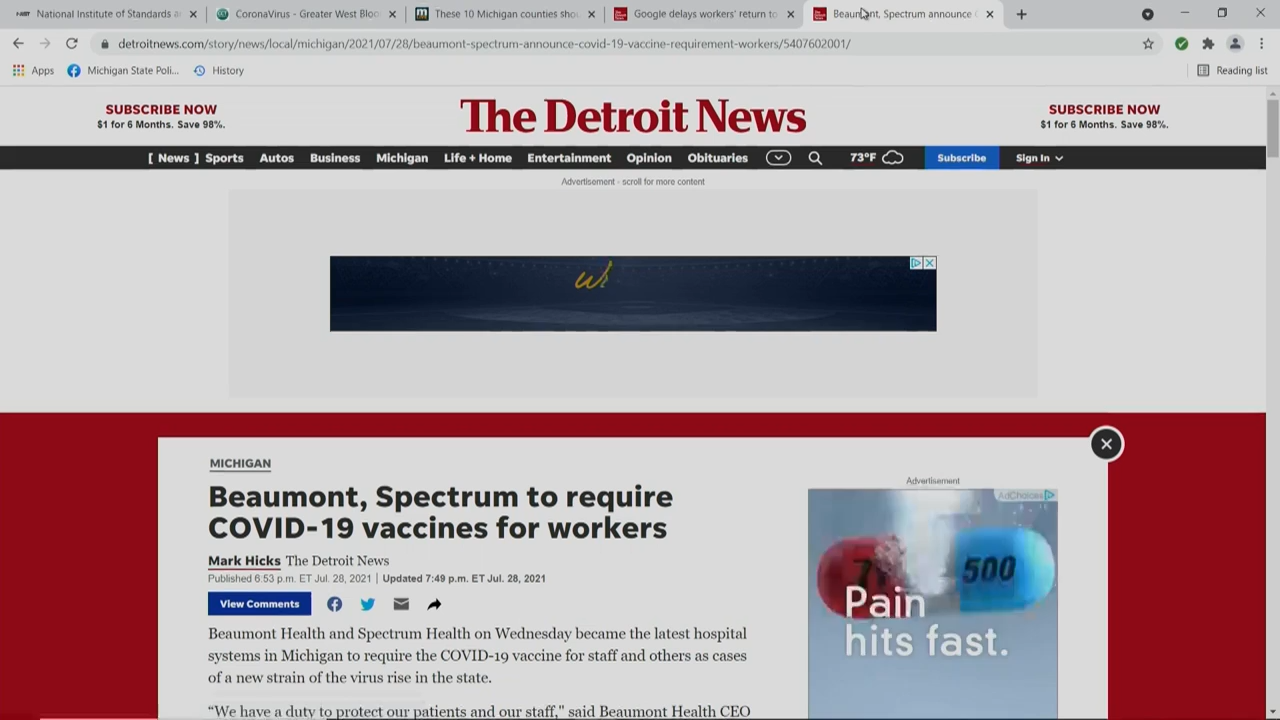 National Institute of Standards a
CoronaVirus - Greater West Bloo
These 10 Michigan counties shou
Google delays workers' return to
Beaumont, Spectrum announce
detroitnews.com/story/news/local/michigan/2021/07/28/beaumont-spectrum-announce-covid-19-vaccine-requirement-workers/5407602001/
Apps
Michigan State Poli...
History
Reading list
SUBSCRIBE NOW
$1 for 6 Months. Save 98%.
The Detroit News
SUBSCRIBE NOW
$1 for 6 Months. Save 98%.
[ News ] Sports Autos Business Michigan Life + Home Entertainment Opinion Obituaries 73°F Subscribe Sign In
Advertisement - scroll for more content
MICHIGAN
Beaumont, Spectrum to require
COVID-19 vaccines for workers
Mark Hicks The Detroit News
Published 6:53 p.m. ET Jul. 28, 2021 | Updated 7:49 p.m. ET Jul. 28, 2021
View Comments
Beaumont Health and Spectrum Health on Wednesday became the latest hospital
systems in Michigan to require the COVID-19 vaccine for staff and others as cases
of a new strain of the virus rise in the state.
“We have a duty to protect our patients and our staff," said Beaumont Health CEO
Advertisement
AdChoices
500
Pain
hits fast.